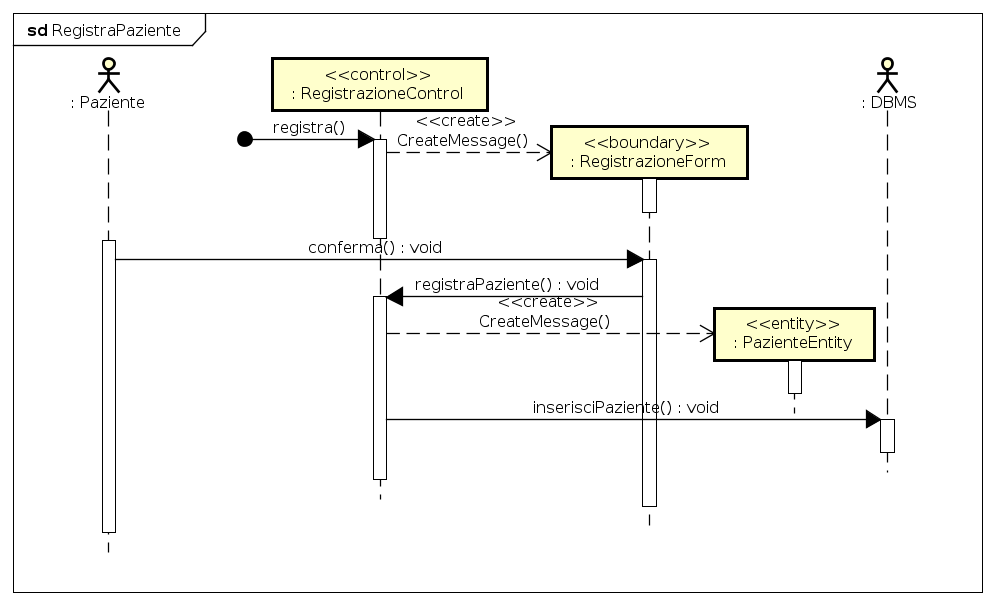 sd RegistraPaziente
: Paziente
<<control>>
: RegistrazioneControl
: DBMS
registra()
<<create>>
CreateMessage()
<<boundary>>
: RegistrazioneForm
conferma() : void
registraPaziente() : void
<<create>>
CreateMessage()
<<entity>>
: PazienteEntity
inserisciPaziente() : void